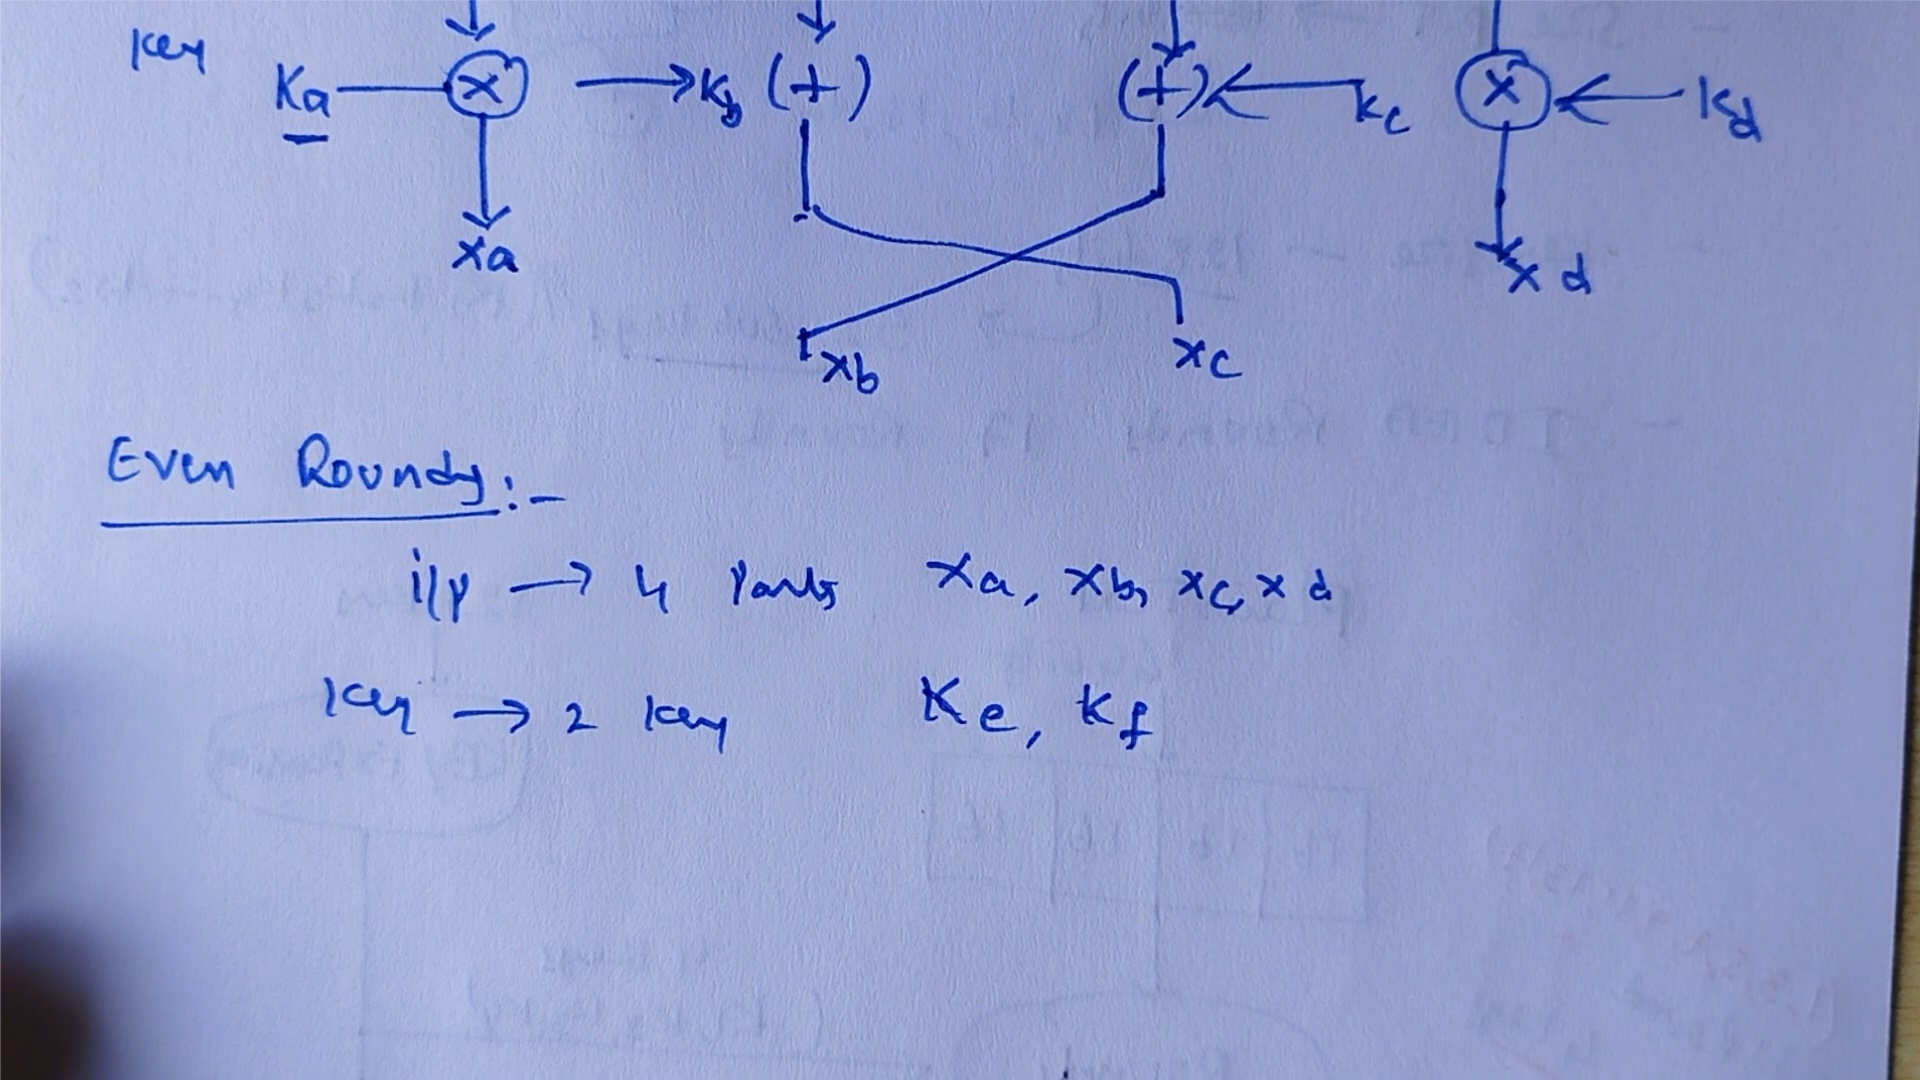 Key Ka × → Kb (+) (+) ← Kc × ← Kd
xa
xd
xb xc
Even Rounds :-
i/p → 4 Parts xa, xb, xc, xd
Key → 2 Key Ke, Kf